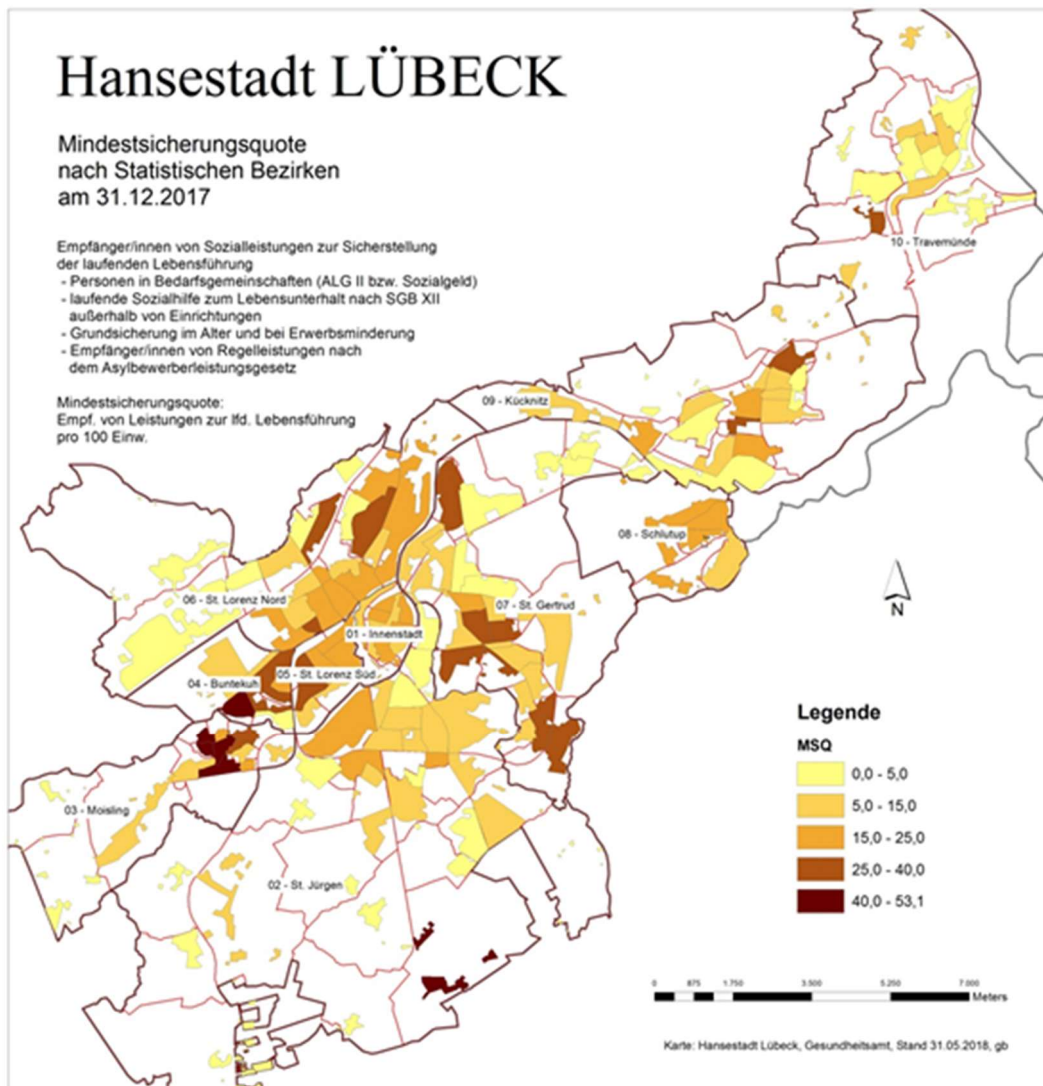 Hansestadt LÜBECK
Mindestsicherungsquote
nach Statistischen Bezirken
am 31.12.2017
Empfänger/innen von Sozialleistungen zur Sicherstellung
der laufenden Lebensführung
- Personen in Bedarfsgemeinschaften (ALG II bzw. Sozialgeld)
- laufende Sozialhilfe zum Lebensunterhalt nach SGB XII
außerhalb von Einrichtungen
- Grundsicherung im Alter und bei Erwerbsminderung
- Empfänger/innen von Regelleistungen nach
dem Asylbewerberleistungsgesetz
Mindestsicherungsquote:
Empf. von Leistungen zur lfd. Lebensführung
pro 100 Einw.
10 - Travemünde
09 - Kücknitz
08 - Schlutup
06 - St. Lorenz Nord
07 - St. Gertrud
01 - Innenstadt
05 - St. Lorenz Süd
04 - Buntekuh
03 - Moisling
02 - St. Jürgen
N
Legende
MSQ
0,0 - 5,0
5,0 - 15,0
15,0 - 25,0
25,0 - 40,0
40,0 - 53,1
0 875 1.750 3.500 5.250 7.000
Meters
Karte: Hansestadt Lübeck, Gesundheitsamt, Stand 31.05.2018, gb